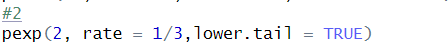 #2
pexp(2, rate = 1/3,lower.tail = TRUE)